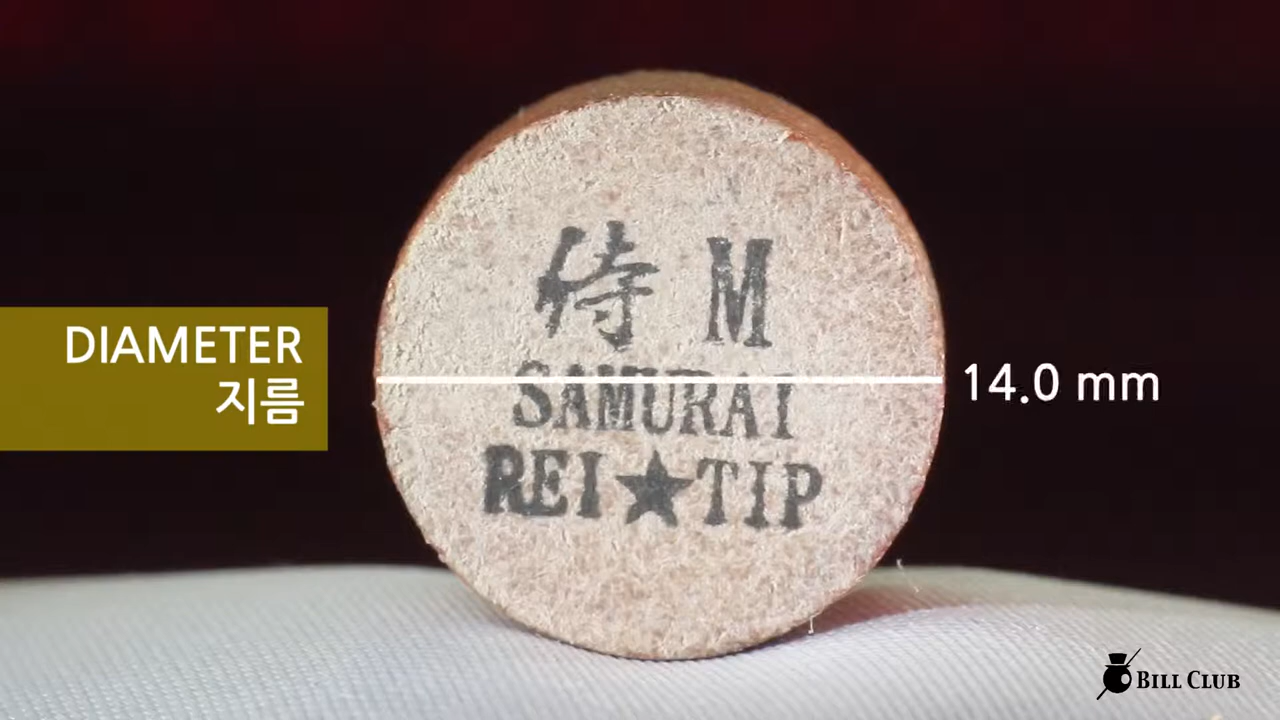 DIAMETER
지름
侍 M
SAMURAI
REI★TIP
14.0 mm
BILL CLUB